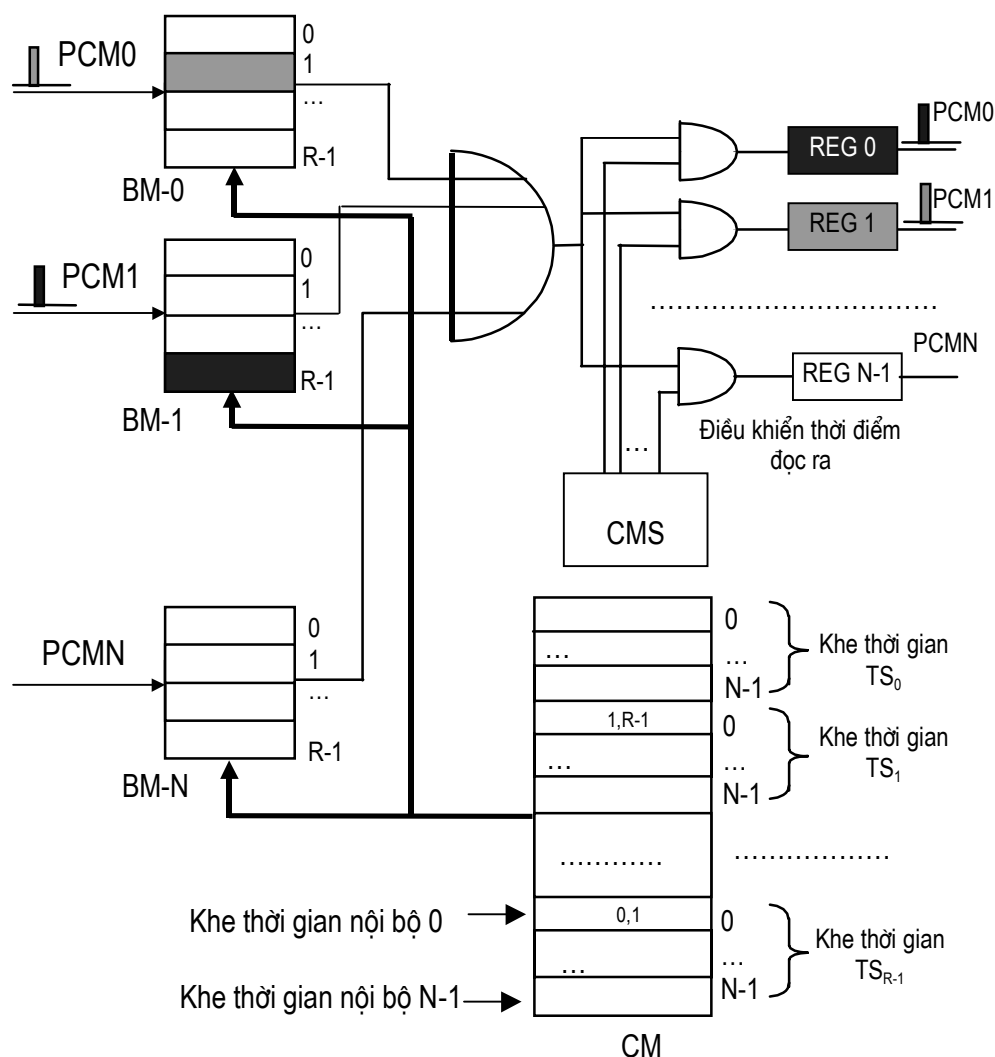 PCM0
0
1
...
R-1
BM-0
PCM1
0
1
...
R-1
BM-1
PCMN
0
1
...
R-1
BM-N
REG 0
PCM0
REG 1
PCM1
.................................
REG N-1
PCMN
Điều khiển thời điểm
đọc ra
...
CMS
0
...
...
N-1
Khe thời gian
TS0
1,R-1
0
...
...
N-1
Khe thời gian
TS1
............
..................
Khe thời gian nội bộ 0
0,1
0
...
...
N-1
Khe thời gian
TSR-1
Khe thời gian nội bộ N-1
CM